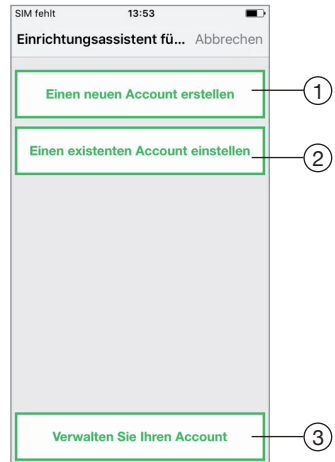 SIM fehlt 13:53
Einrichtungsassistent fü... Abbrechen
Einen neuen Account erstellen 1
Einen existenten Account einstellen
2
Verwalten Sie Ihren Account 3